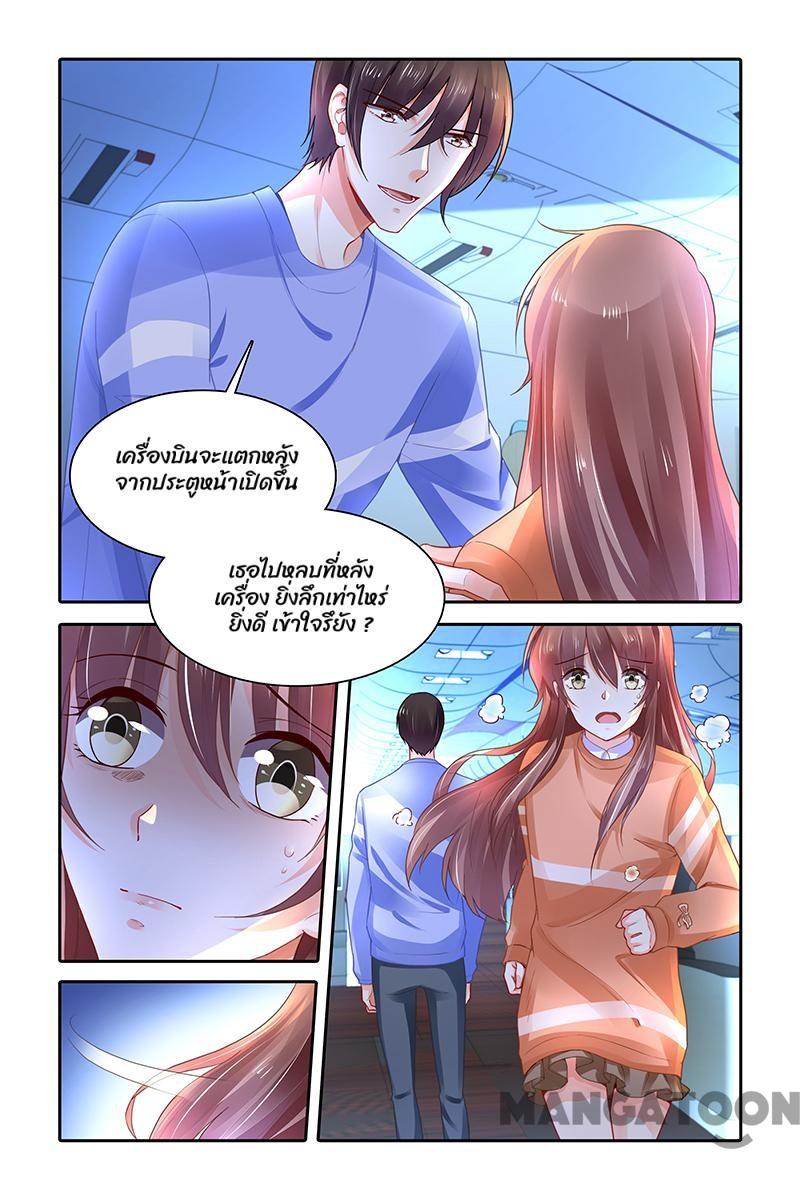 เครื่องบินจะแตกหลัง
จากประตูหน้าเปิดขึ้น
เธอไปหลบที่หลัง
เครื่อง ยิ่งลึกเท่าไหร่
ยิ่งดี เข้าใจรึยัง ?
MANGATOON